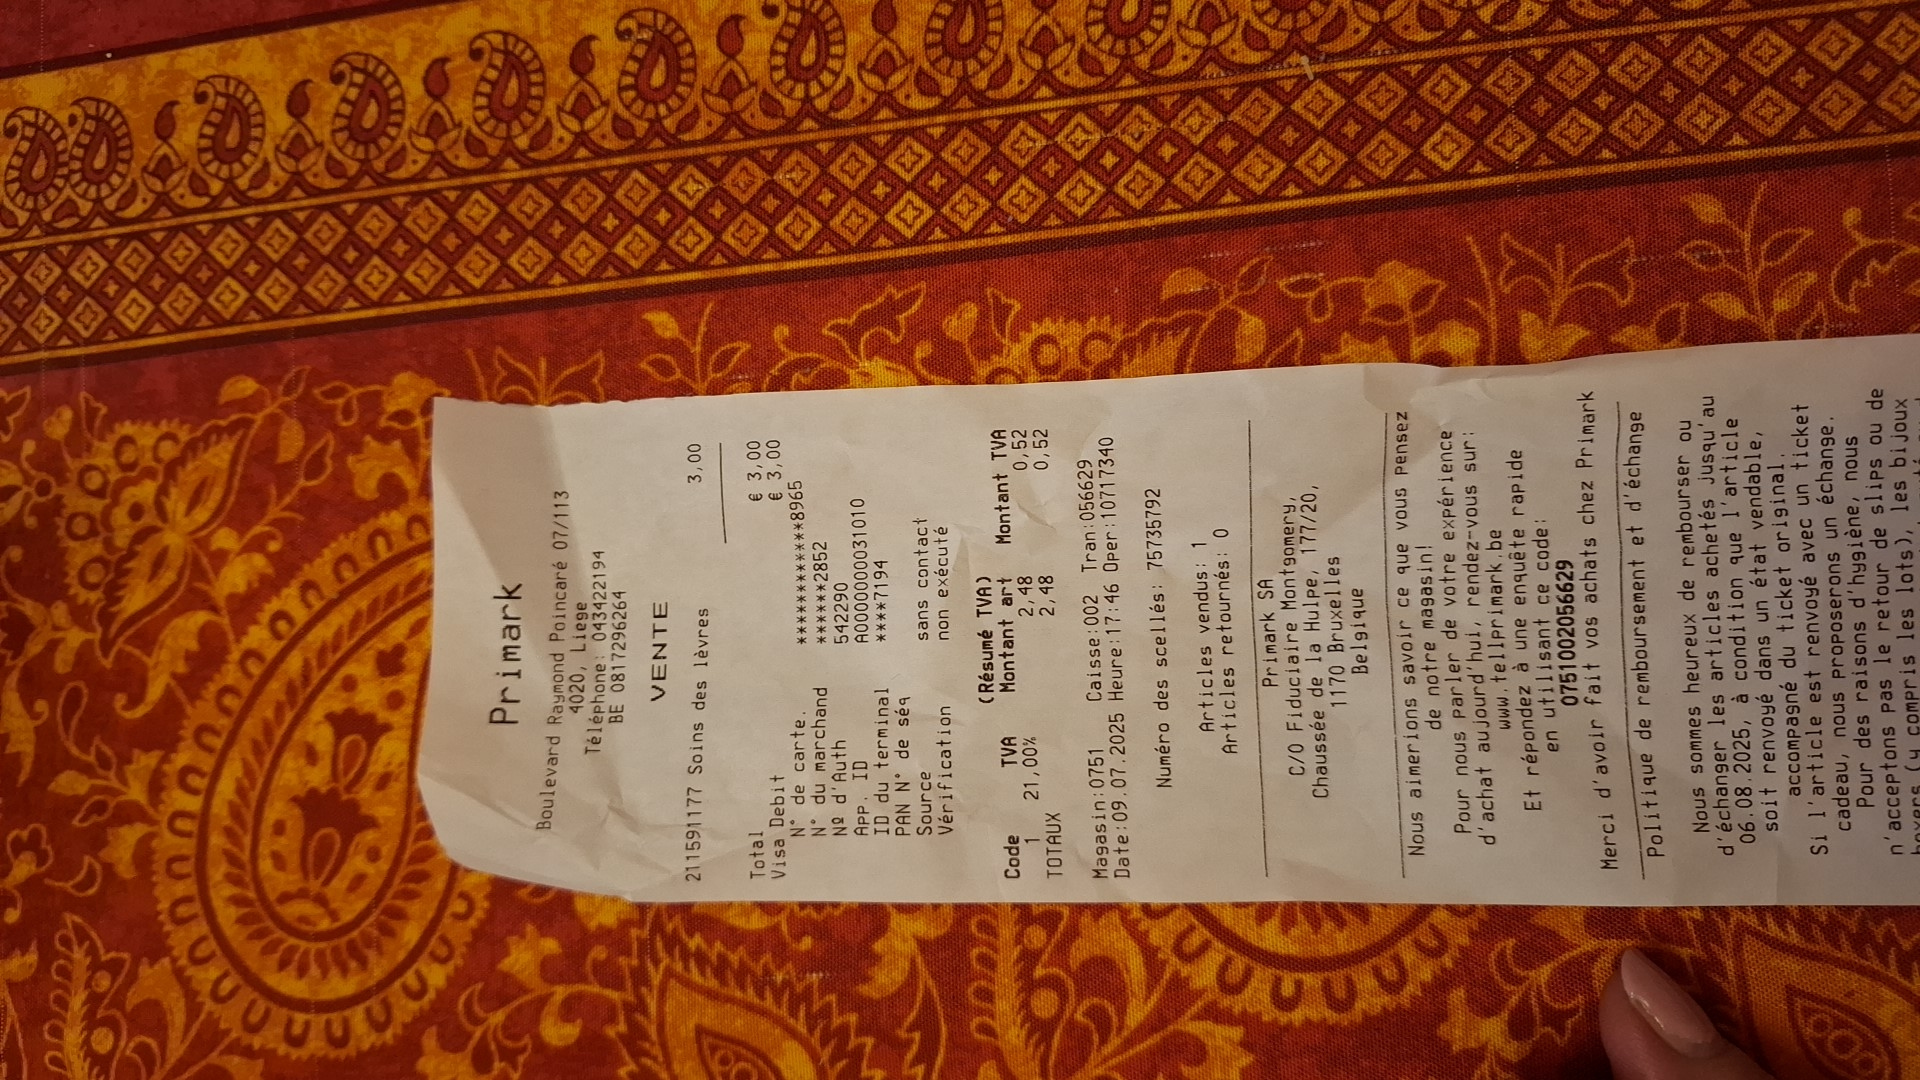 Primark
Boulevard Raymond Poincaré 07/113
4020, Liege
Téléphone: 043422194
BE 0817296264
VENTE
211591177 Soins des lèvres 3,00
Total € 3,00
Visa Debit € 3,00
N° de carte. ************8965
N° du marchand ******2852
Nº d'Auth 542290
App. ID A0000000031010
ID du terminal ****7194
PAN N° de séq
Source sans contact
Vérification non exécuté
(Résumé TVA)
Code TVA Montant art Montant TVA
1 21,00% 2,48 0,52
TOTAUX 2,48 0,52
Magasin:0751 Caisse:002 Tran:056629
Date:09.07.2025 Heure:17:46 Oper:10717340
Numéro des scellés: 75735792
Articles vendus: 1
Articles retournés: 0
Primark SA
C/O Fiduciaire Montgomery,
Chaussée de la Hulpe, 177/20,
1170 Bruxelles
Belgique
Nous aimerions savoir ce que vous pensez
de notre magasin!
Pour nous parler de votre expérience
d'achat aujourd'hui, rendez-vous sur:
www.tellprimark.be
Et répondez à une enquête rapide
en utilisant ce code:
0751002056629
Merci d'avoir fait vos achats chez Primark
Politique de remboursement et d'échange
Nous sommes heureux de rembourser ou
d'échanger les articles achetés jusqu'au
06.08.2025, à condition que l'article
soit renvoyé dans un état vendable,
accompagné du ticket original.
Si l'article est renvoyé avec un ticket
cadeau, nous proposerons un échange.
Pour des raisons d'hygiène, nous
n'acceptons pas le retour de slips ou de
boxers (y compris les lots), les bijoux